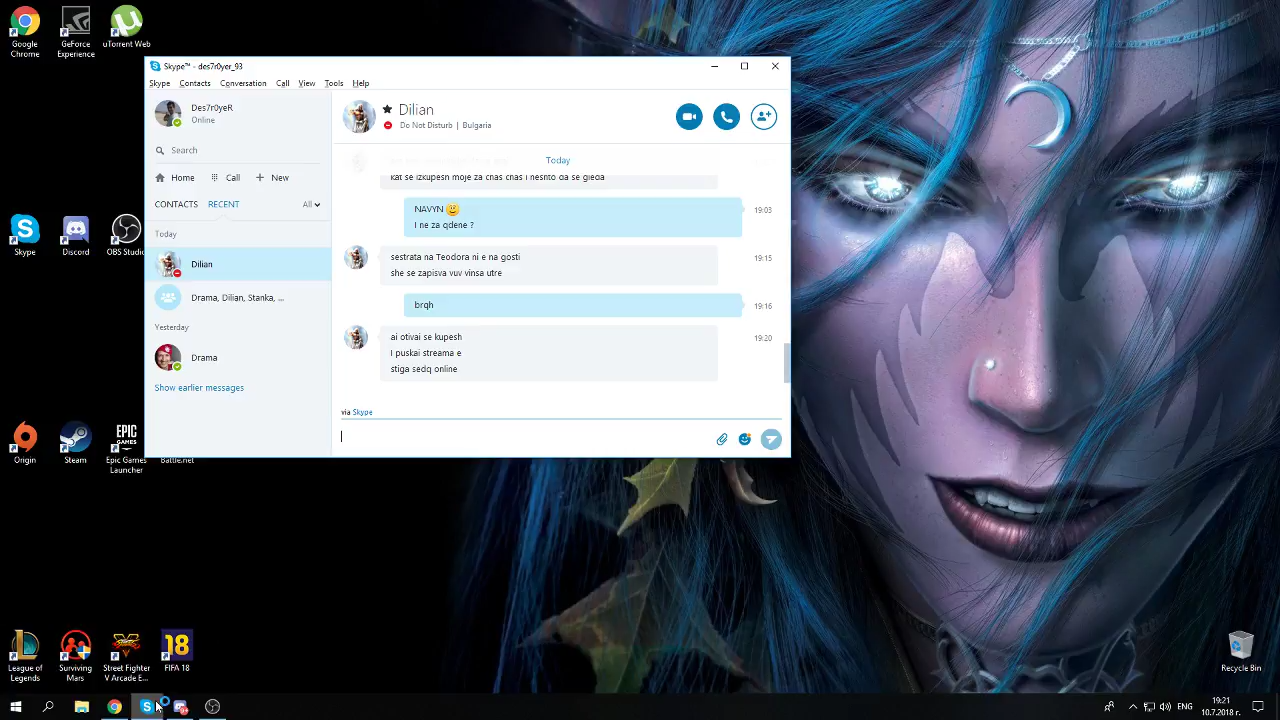 Google Chrome
GeForce Experience
uTorrent Web
Skype
Discord
OBS Studio
Origin
Steam
EPIC GAMES
Epic Games Launcher
Battle.net
League of Legends
Surviving Mars
Street Fighter V Arcade E...
18
FIFA 18
Recycle Bin
Skype™ - des7r0yer_93
Skype Contacts Conversation Call View Tools Help
Des7r0yeR
Online
Search
Home Call New
CONTACTS RECENT All
Today
Dilian
Drama, Dilian, Stanka, ...
Yesterday
Drama
Show earlier messages
Dilian
Do Not Disturb | Bulgaria
Today
kat se izkupesh moje za chas chas i neshto da se gleda
NAVYN 19:03
I ne za qdene ?
sestrata na Teodora ni e na gosti 19:15
she se zapisva vuv vinsa utre
brqh 19:16
ai otivai se kupesh 19:20
I puskai streama e
stiga sedq online
via Skype
ENG
19:21
10.7.2018 г.